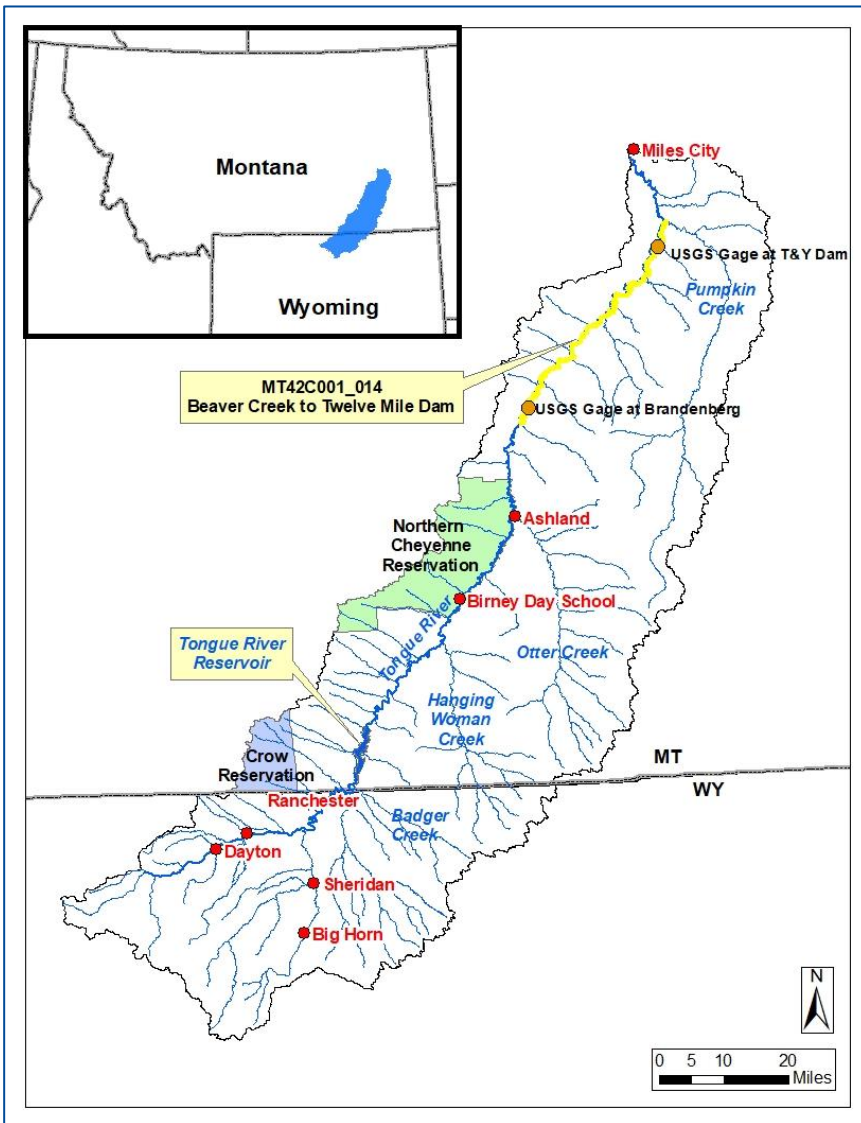 Montana
Wyoming
Miles City
USGS Gage at T&Y Dam
Pumpkin
Creek
MT42C001_014
Beaver Creek to Twelve Mile Dam
USGS Gage at Brandenberg
Ashland
Northern
Cheyenne
Reservation
Birney Day School
Tongue River
Tongue River
Reservoir
Otter Creek
Hanging
Woman
Creek
Crow
Reservation
MT
WY
Ranchester
Badger
Creek
Dayton
Sheridan
Big Horn
N
0 5 10 20
Miles